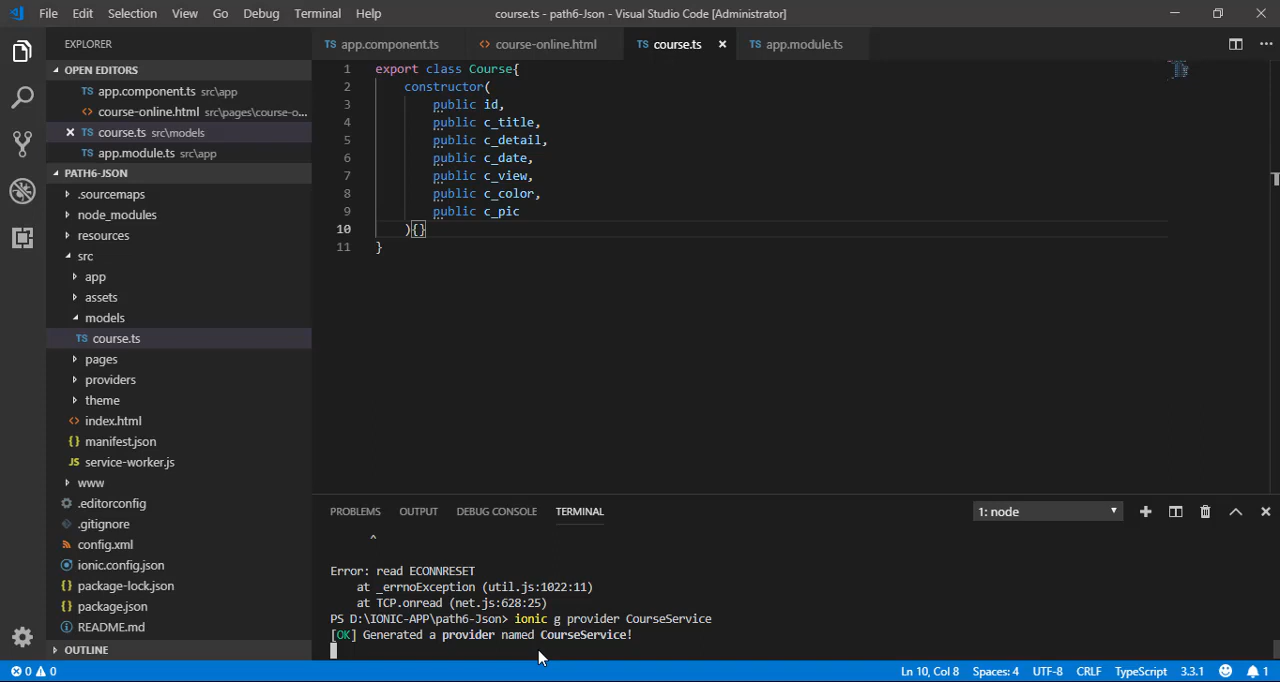 File Edit Selection View Go Debug Terminal Help course.ts - path6-Json - Visual Studio Code [Administrator]
EXPLORER
OPEN EDITORS
TS app.component.ts src\app
<> course-online.html src\pages\course-o...
TS course.ts src\models
TS app.module.ts src\app
PATH6-JSON
.sourcemaps
node_modules
resources
src
app
assets
models
TS course.ts
pages
providers
theme
<> index.html
{} manifest.json
JS service-worker.js
www
.editorconfig
.gitignore
config.xml
ionic.config.json
{} package-lock.json
{} package.json
README.md
OUTLINE
TS app.component.ts <> course-online.html TS course.ts TS app.module.ts
1 export class Course{
2 constructor(
3 public id,
4 public c_title,
5 public c_detail,
6 public c_date,
7 public c_view,
8 public c_color,
9 public c_pic
10 ){}
11 }
PROBLEMS OUTPUT DEBUG CONSOLE TERMINAL 1: node
^
Error: read ECONNRESET
at _errnoException (util.js:1022:11)
at TCP.onread (net.js:628:25)
PS D:\IONIC-APP\path6-Json> ionic g provider CourseService
[OK] Generated a provider named CourseService!
0 0 Ln 10, Col 8 Spaces: 4 UTF-8 CRLF TypeScript 3.3.1 1